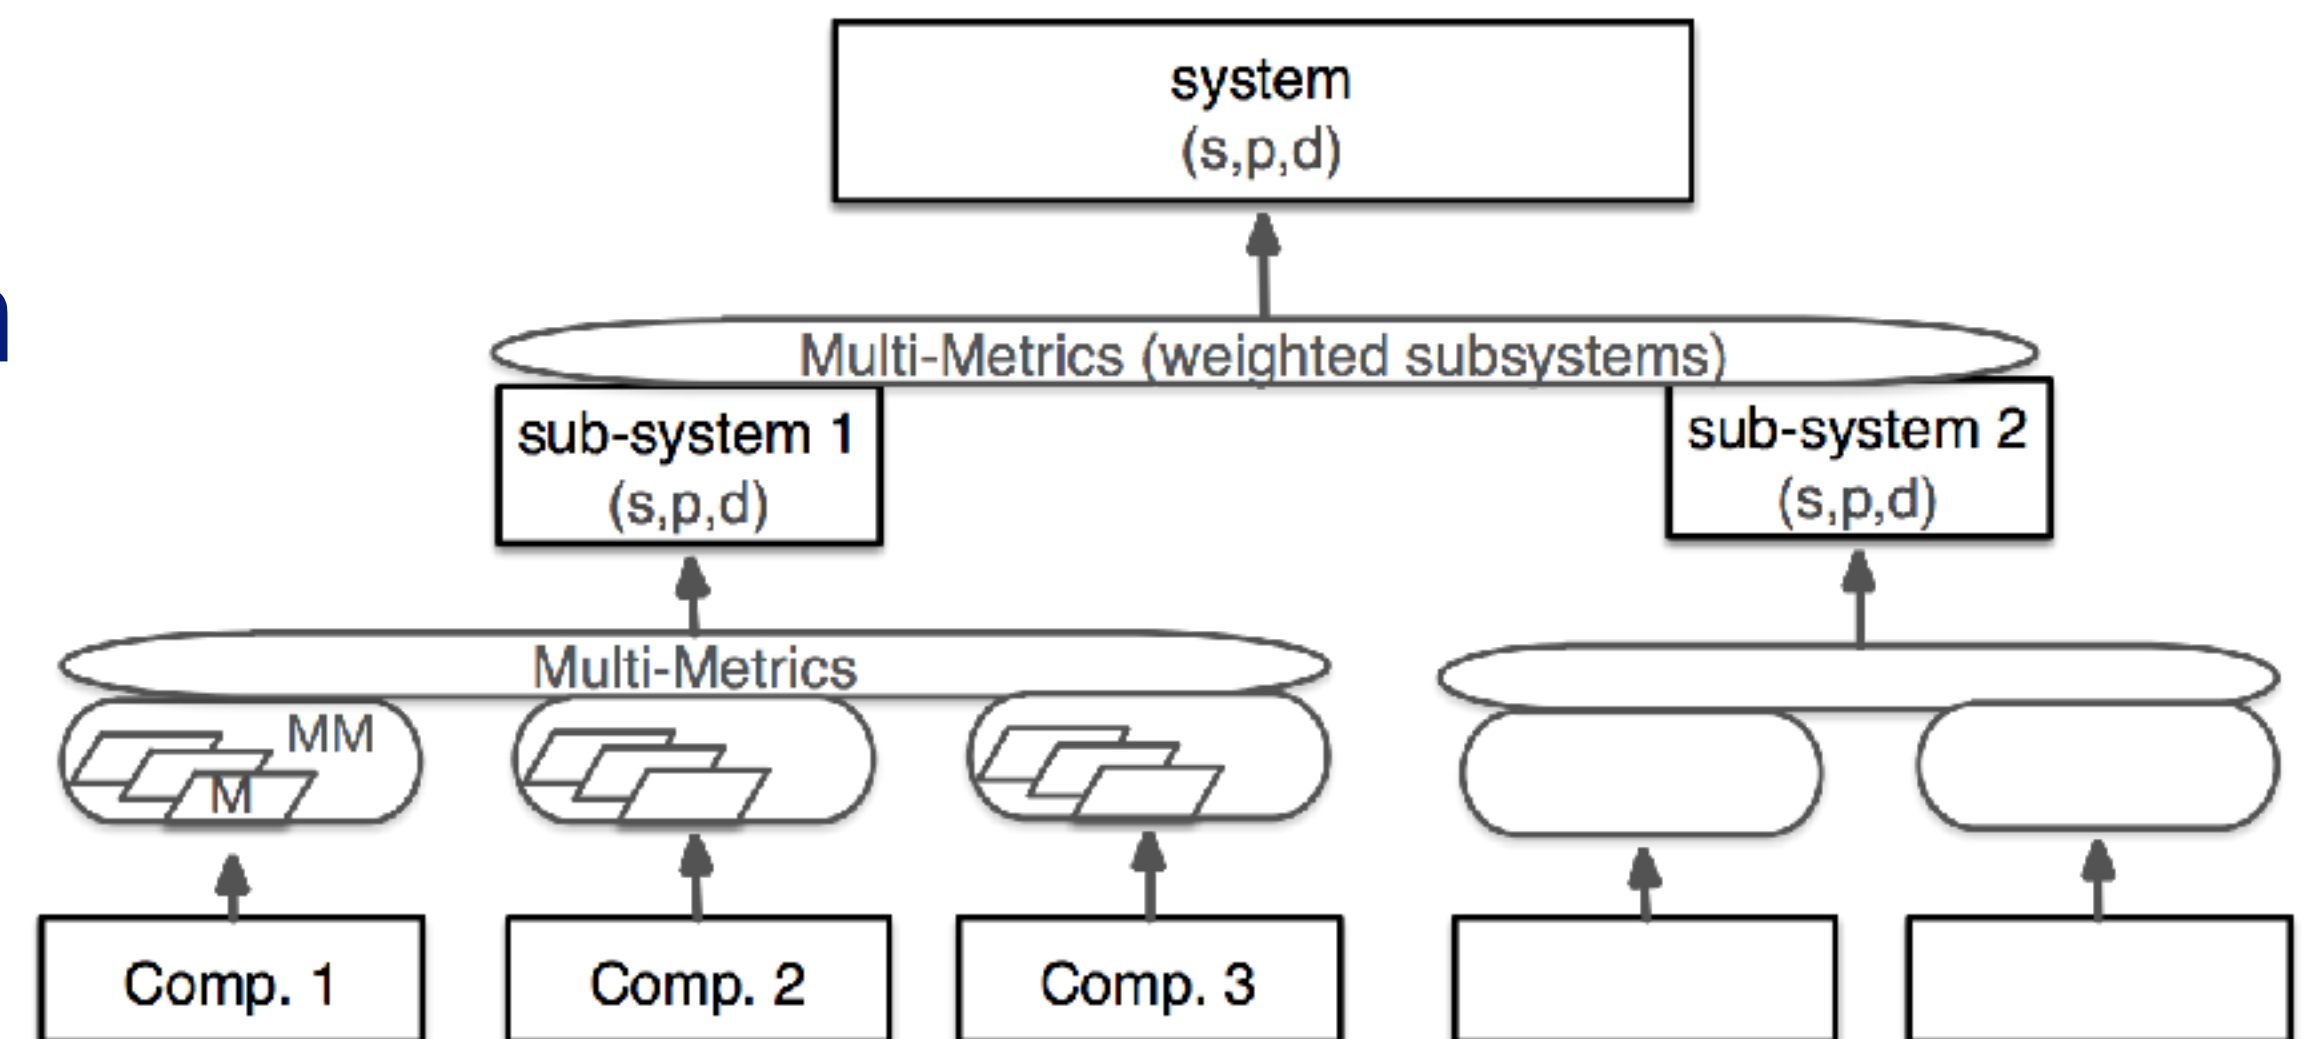 system
(s,p,d)
n
Multi-Metrics (weighted subsystems)
sub-system 1
(s,p,d)
sub-system 2
(s,p,d)
Multi-Metrics
MM
M
Comp. 1
Comp. 2
Comp. 3